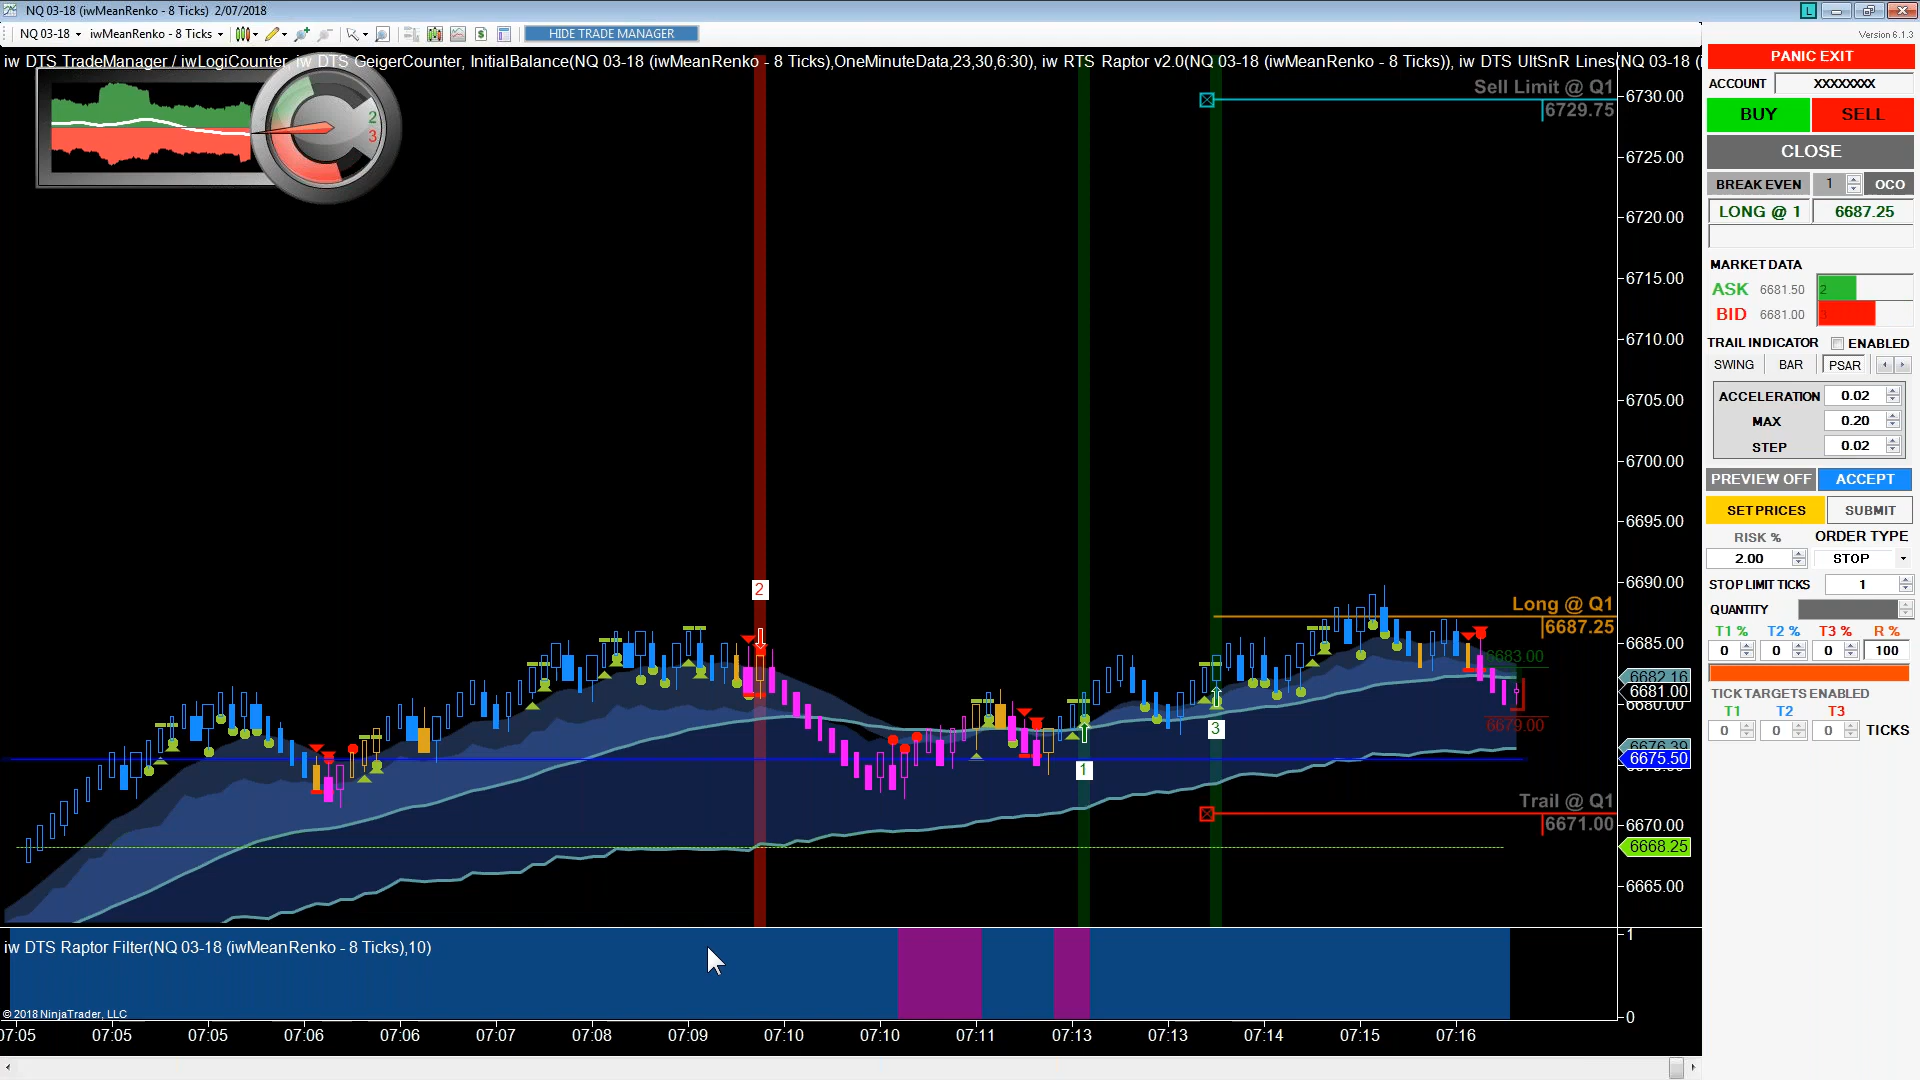 NQ 03-18 (iwMeanRenko - 8 Ticks)  2/07/2018
L
NQ 03-18 iwMeanRenko - 8 Ticks HIDE TRADE MANAGER
iw DTS TradeManager / iwLogiCounter, iw DTS GeigerCounter, InitialBalance(NQ 03-18 (iwMeanRenko - 8 Ticks),OneMinuteData,23,30,6:30), iw RTS Raptor v2.0(NQ 03-18 (iwMeanRenko - 8 Ticks)), iw DTS UltSnR Lines(NQ 03-18 (i
2
3
Sell Limit @ Q1
6729.75
2
Long @ Q1
6687.25
6683.00
6679.00
3
1
Trail @ Q1
6671.00
6730.00
6725.00
6720.00
6715.00
6710.00
6705.00
6700.00
6695.00
6690.00
6685.00
6682.16
6681.00
6680.00
6676.39
6675.50
6670.00
6668.25
6665.00
iw DTS Raptor Filter(NQ 03-18 (iwMeanRenko - 8 Ticks),10)
1
0
© 2018 NinjaTrader, LLC
07:05 07:05 07:05 07:06 07:06 07:07 07:08 07:09 07:10 07:10 07:11 07:13 07:13 07:14 07:15 07:16
Version 6.1.3
PANIC EXIT
ACCOUNT XXXXXXXX
BUY SELL
CLOSE
BREAK EVEN 1 OCO
LONG @ 1 6687.25
MARKET DATA
ASK 6681.50 2
BID 6681.00 3
TRAIL INDICATOR ENABLED
SWING BAR PSAR
ACCELERATION 0.02
MAX 0.20
STEP 0.02
PREVIEW OFF ACCEPT
SET PRICES SUBMIT
RISK % ORDER TYPE
2.00 STOP
STOP LIMIT TICKS 1
QUANTITY
T1 % T2 % T3 % R %
0 0 0 100
TICK TARGETS ENABLED
T1 T2 T3
0 0 0 TICKS